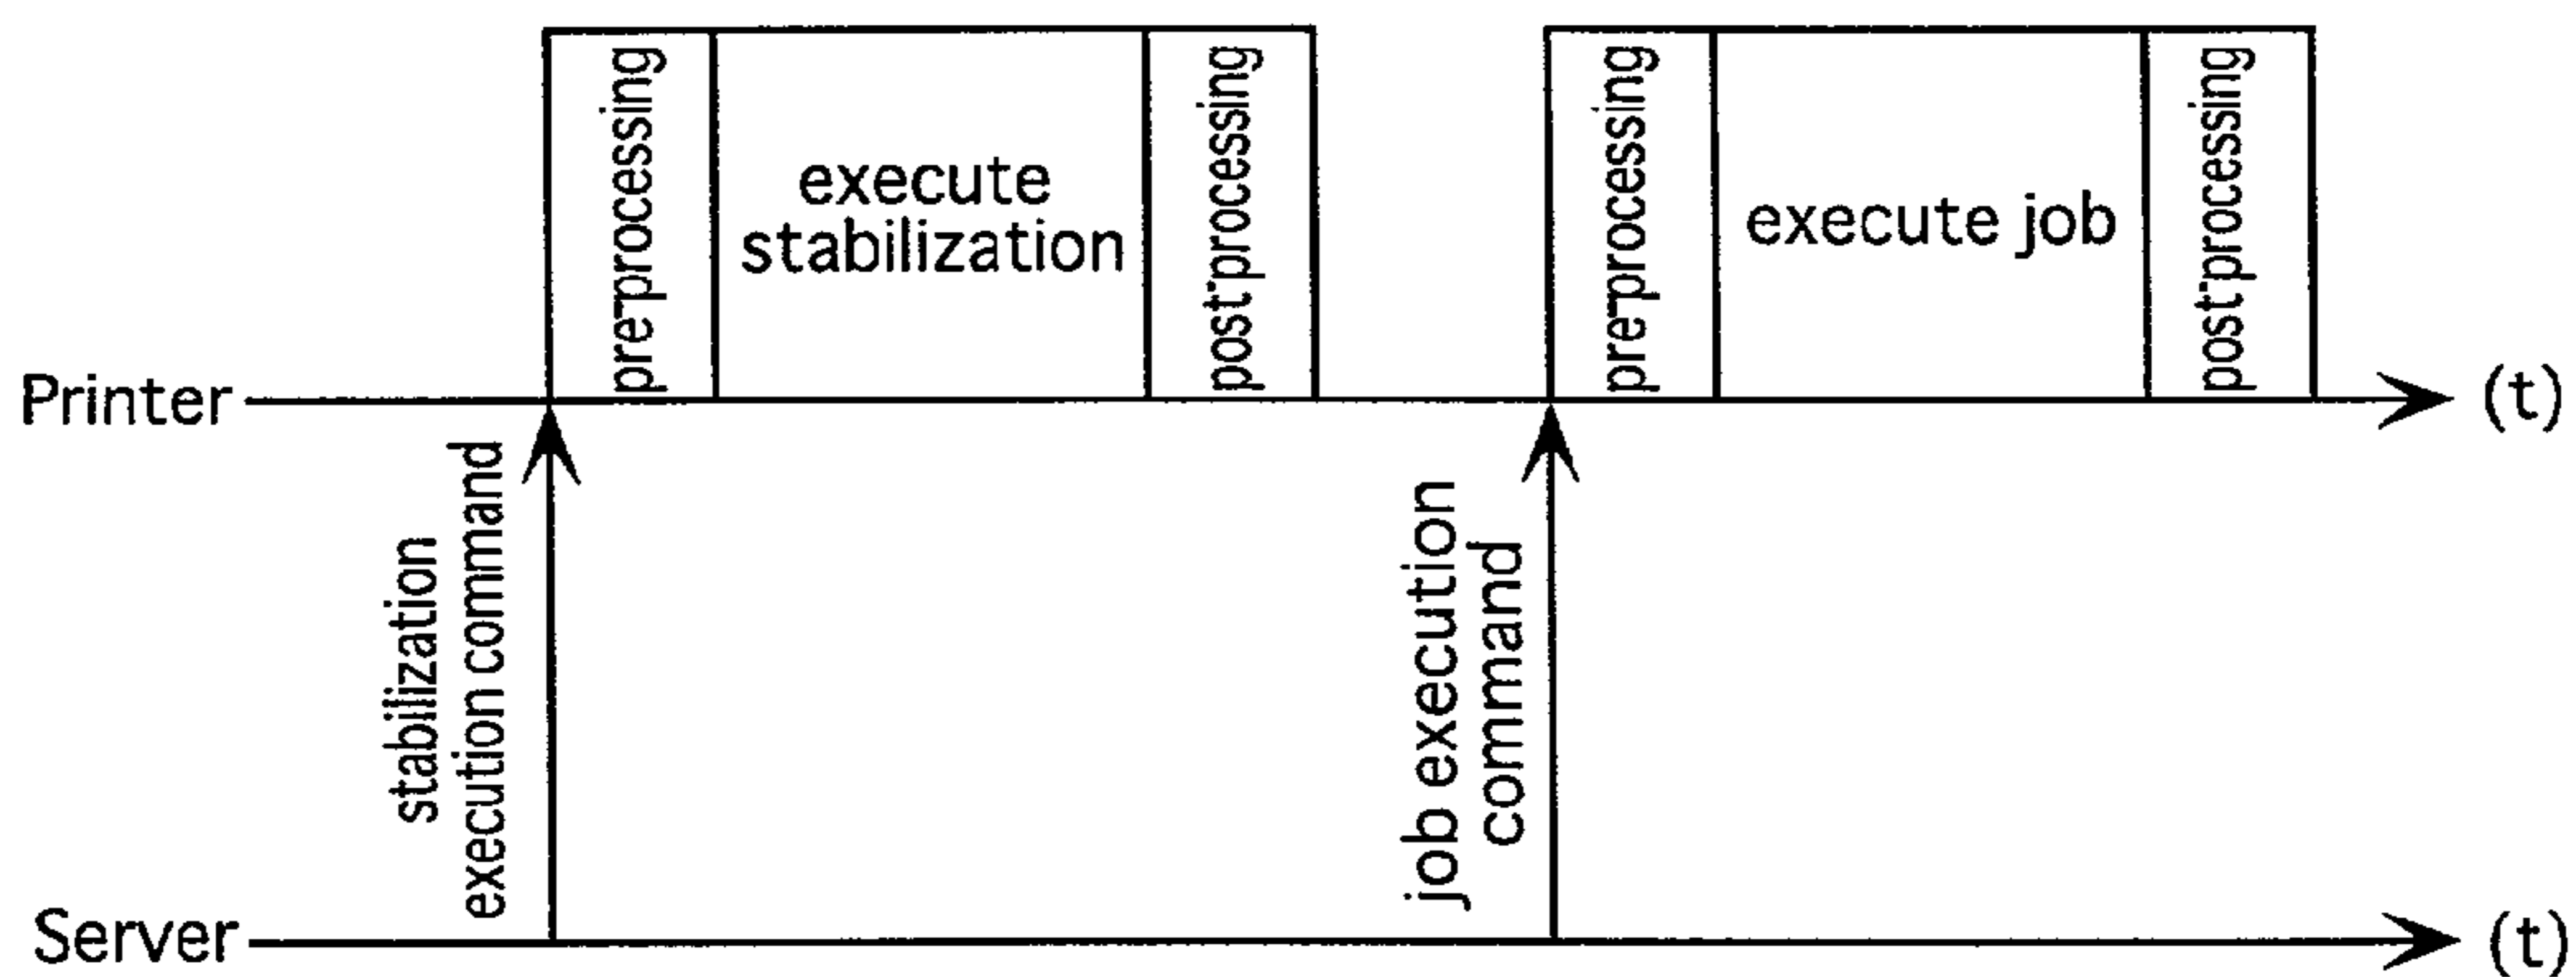 pre-processing
execute
stabilization
post-processing
pre-processing
execute job
post-processing
Printer
(t)
stabilization
execution command
job execution
command
Server
(t)